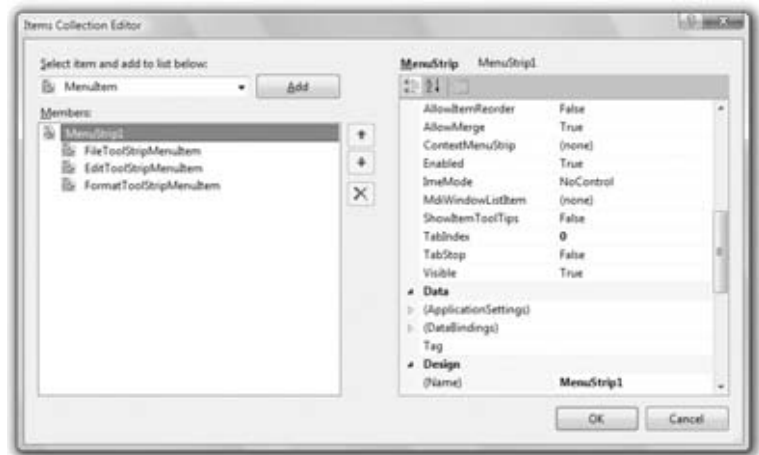 Items Collection Editor
Select item and add to list below:
MenuItem
Add
Members:
MenuStrip1
FileToolStripMenuItem
EditToolStripMenuItem
FormatToolStripMenuItem
MenuStrip MenuStrip1
AllowItemReorder False
AllowMerge True
ContextMenuStrip (none)
Enabled True
ImeMode NoControl
MdiWindowListItem (none)
ShowItemToolTips False
TabIndex 0
TabStop False
Visible True
Data
(ApplicationSettings)
(DataBindings)
Tag
Design
(Name) MenuStrip1
OK Cancel